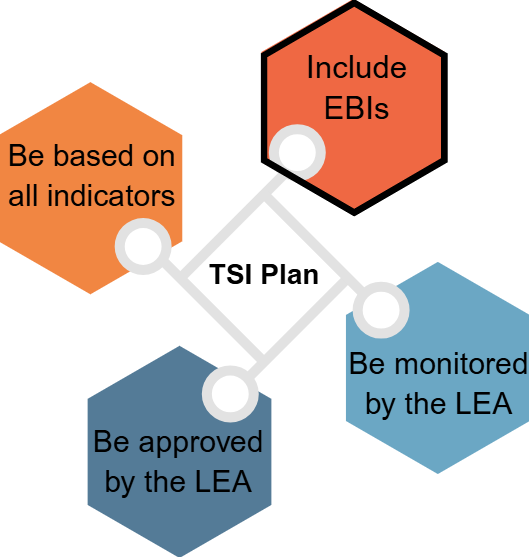 Include
EBIs
Be based on
all indicators
TSI Plan
Be monitored
by the LEA
Be approved
by the LEA